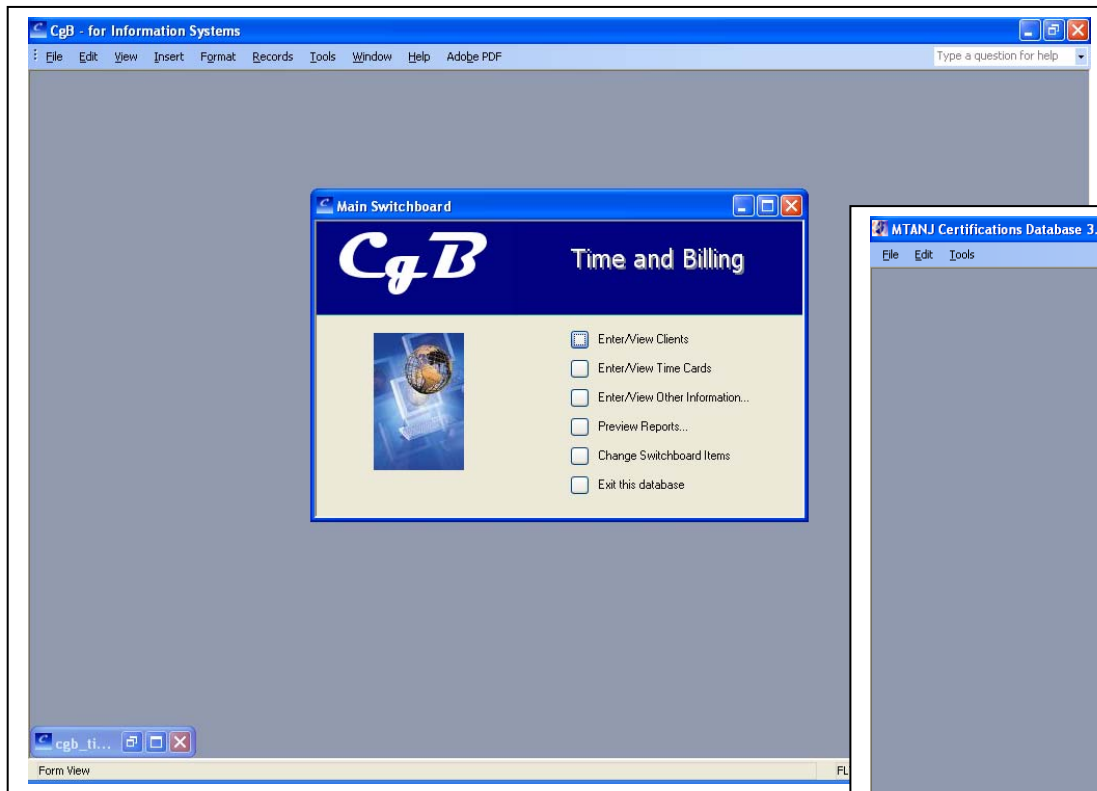 CgB - for Information Systems
File Edit View Insert Format Records Tools Window Help Adobe PDF
Type a question for help
Main Switchboard
CgB
Time and Billing
Enter/View Clients
Enter/View Time Cards
Enter/View Other Information...
Preview Reports...
Change Switchboard Items
Exit this database
cgb_ti...
Form View
FL
MTANJ Certifications Database 3.
File Edit Tools